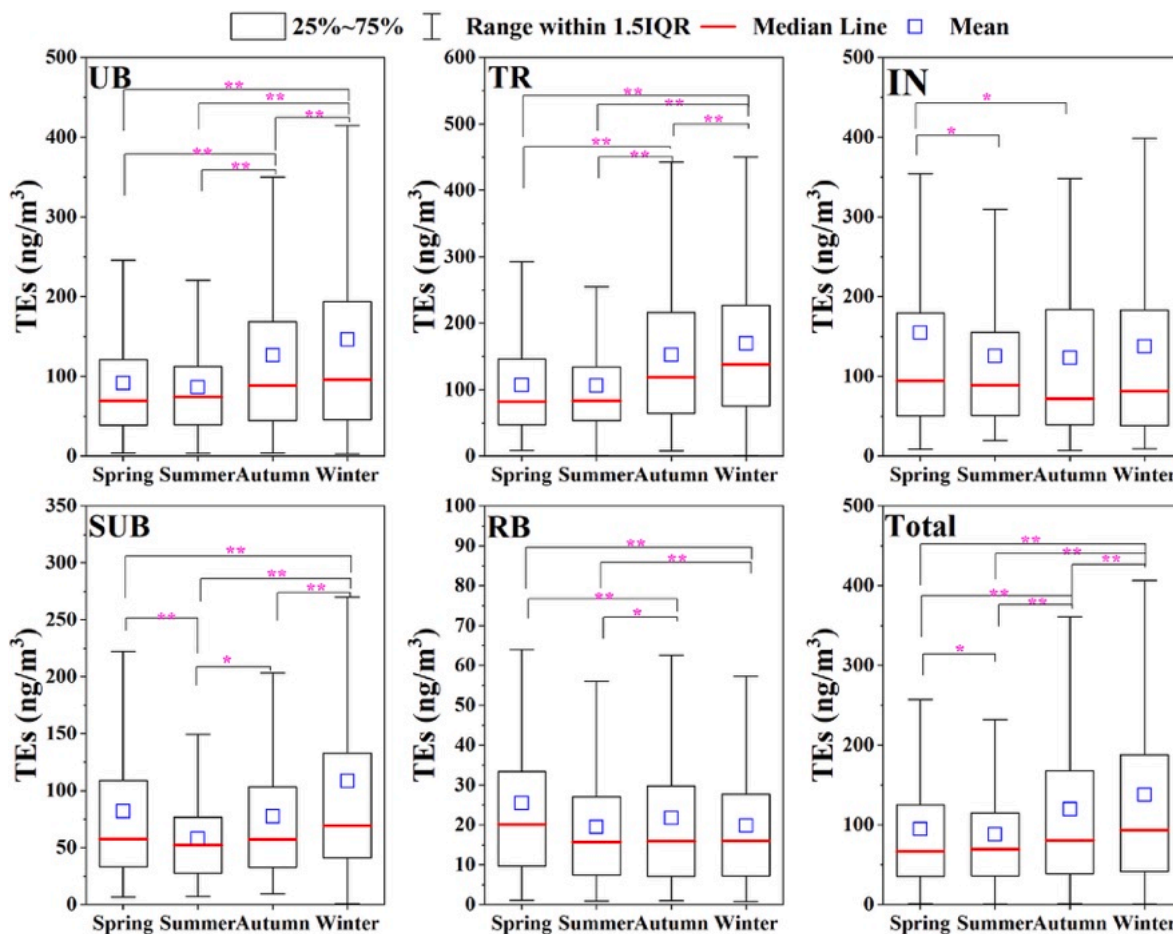 25%~75% Range within 1.5IQR Median Line Mean
UB
TEs (ng/m³)
500
400
300
200
100
0
** ** ** ** **
Spring Summer Autumn Winter
TR
TEs (ng/m³)
600
500
400
300
200
100
0
** ** ** ** **
Spring Summer Autumn Winter
IN
TEs (ng/m³)
500
400
300
200
100
0
* *
Spring Summer Autumn Winter
SUB
TEs (ng/m³)
350
300
250
200
150
100
50
0
** ** ** ** *
Spring Summer Autumn Winter
RB
TEs (ng/m³)
100
90
80
70
60
50
40
30
20
10
0
** ** ** *
Spring Summer Autumn Winter
Total
TEs (ng/m³)
500
400
300
200
100
0
** ** ** ** ** *
Spring Summer Autumn Winter